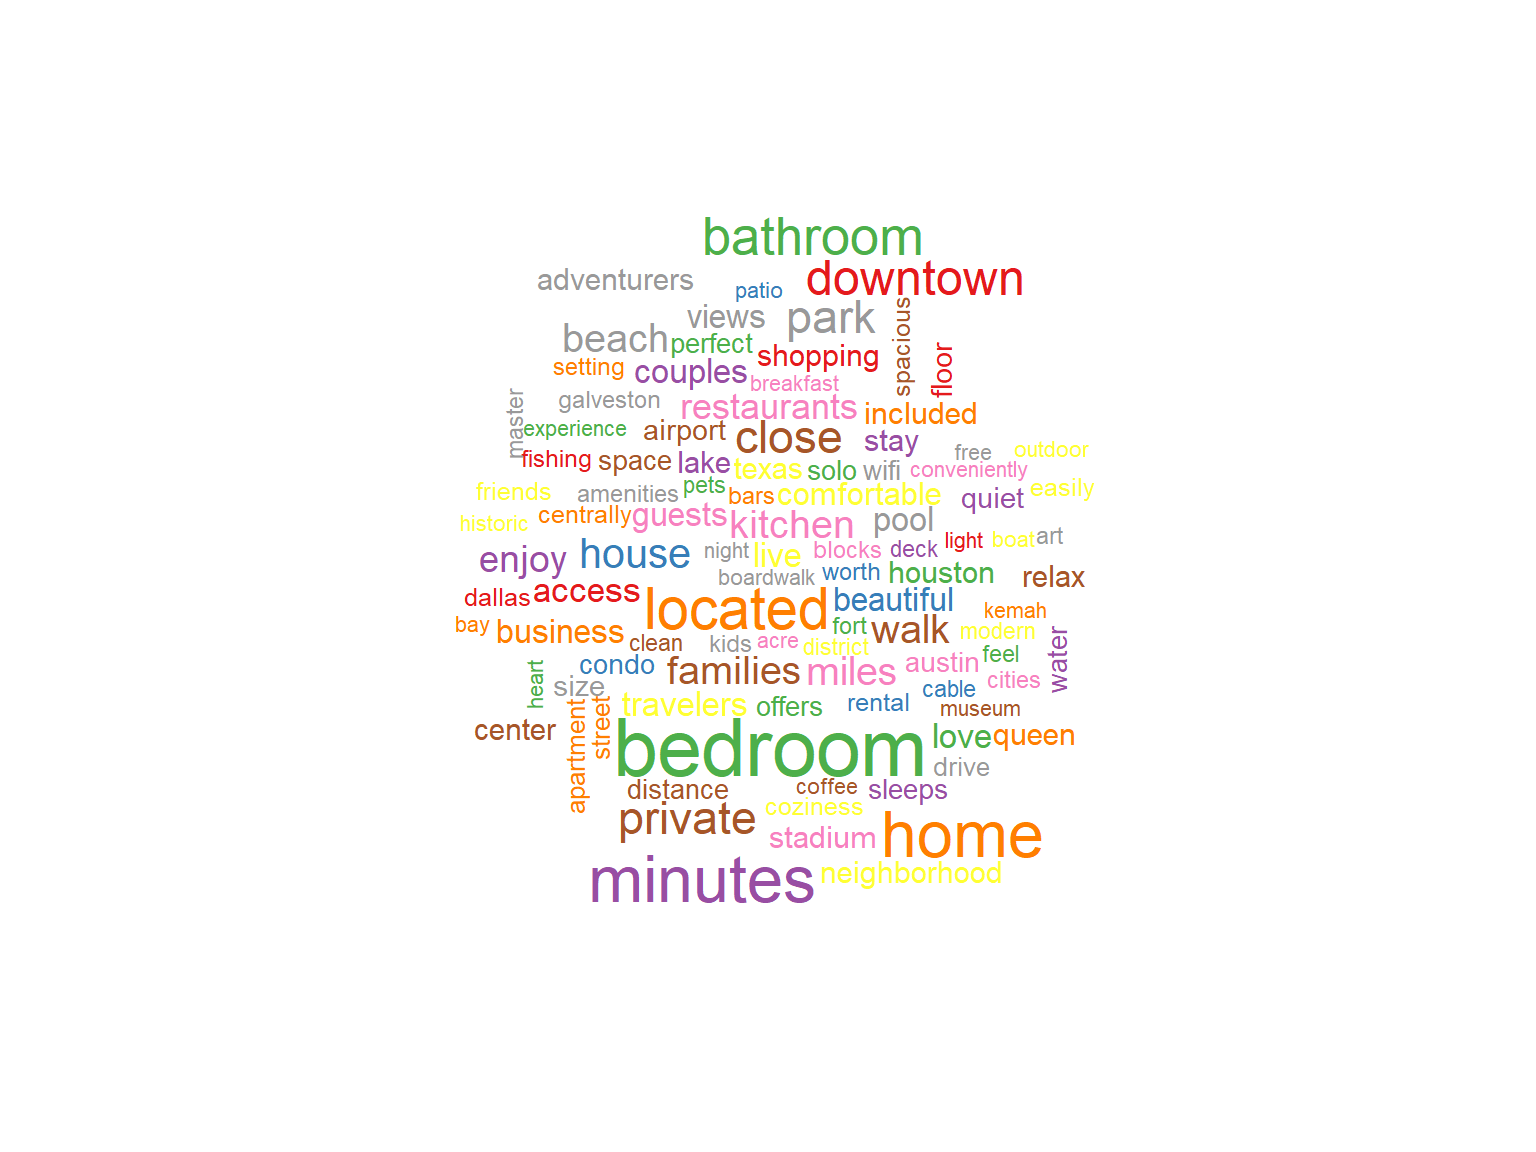 bathroom
adventurers
patio
downtown
views
park
spacious
beach
perfect
shopping
floor
setting
couples
breakfast
master
galveston
restaurants
included
experience
airport
close
stay
free
outdoor
fishing
space
lake
texas
solo
wifi
conveniently
friends
amenities
pets
bars
comfortable
quiet
easily
historic
centrally
guests
kitchen
pool
enjoy
house
night
live
blocks
deck
light
boat
art
boardwalk
worth
houston
relax
dallas
access
located
beautiful
kemah
bay
business
clean
kids
acre
district
fort
walk
modern
water
heart
size
condo
families
miles
austin
feel
cities
cable
travelers
offers
rental
museum
center
apartment
street
bedroom
love
queen
drive
distance
coffee
sleeps
private
coziness
stadium
home
minutes
neighborhood